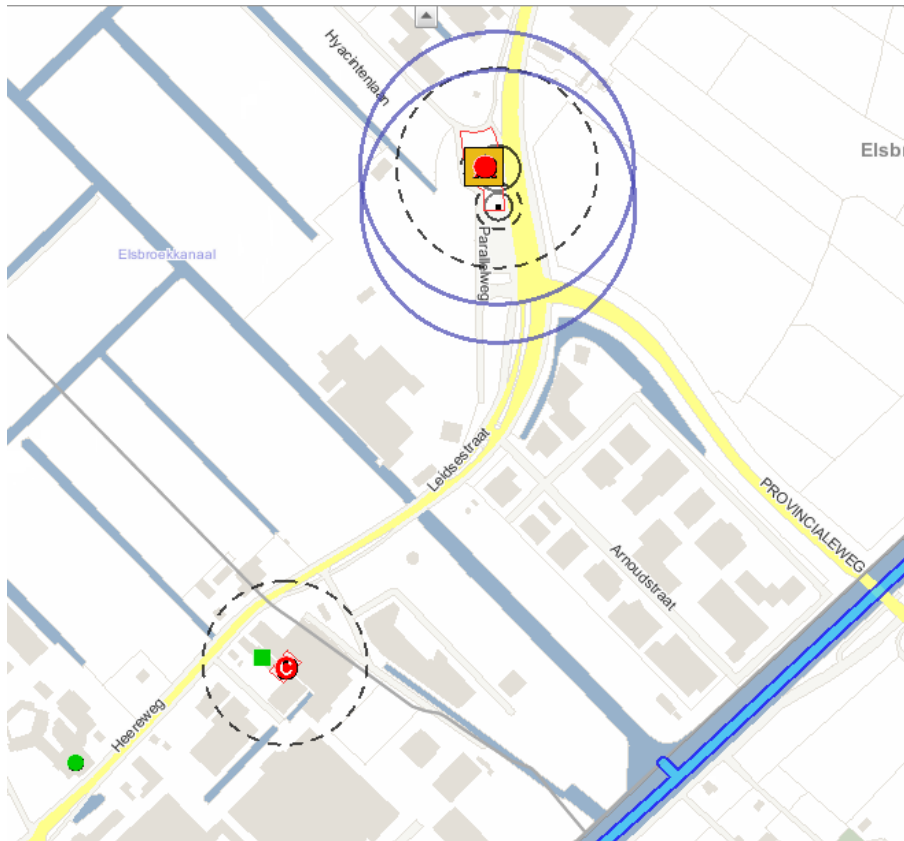 Hyacintenlaan
Elsbr
Elsbroekkanaal
Parallelweg
Leidsestraat
PROVINCIALEWEG
Arnoudstraat
C
Heereweg